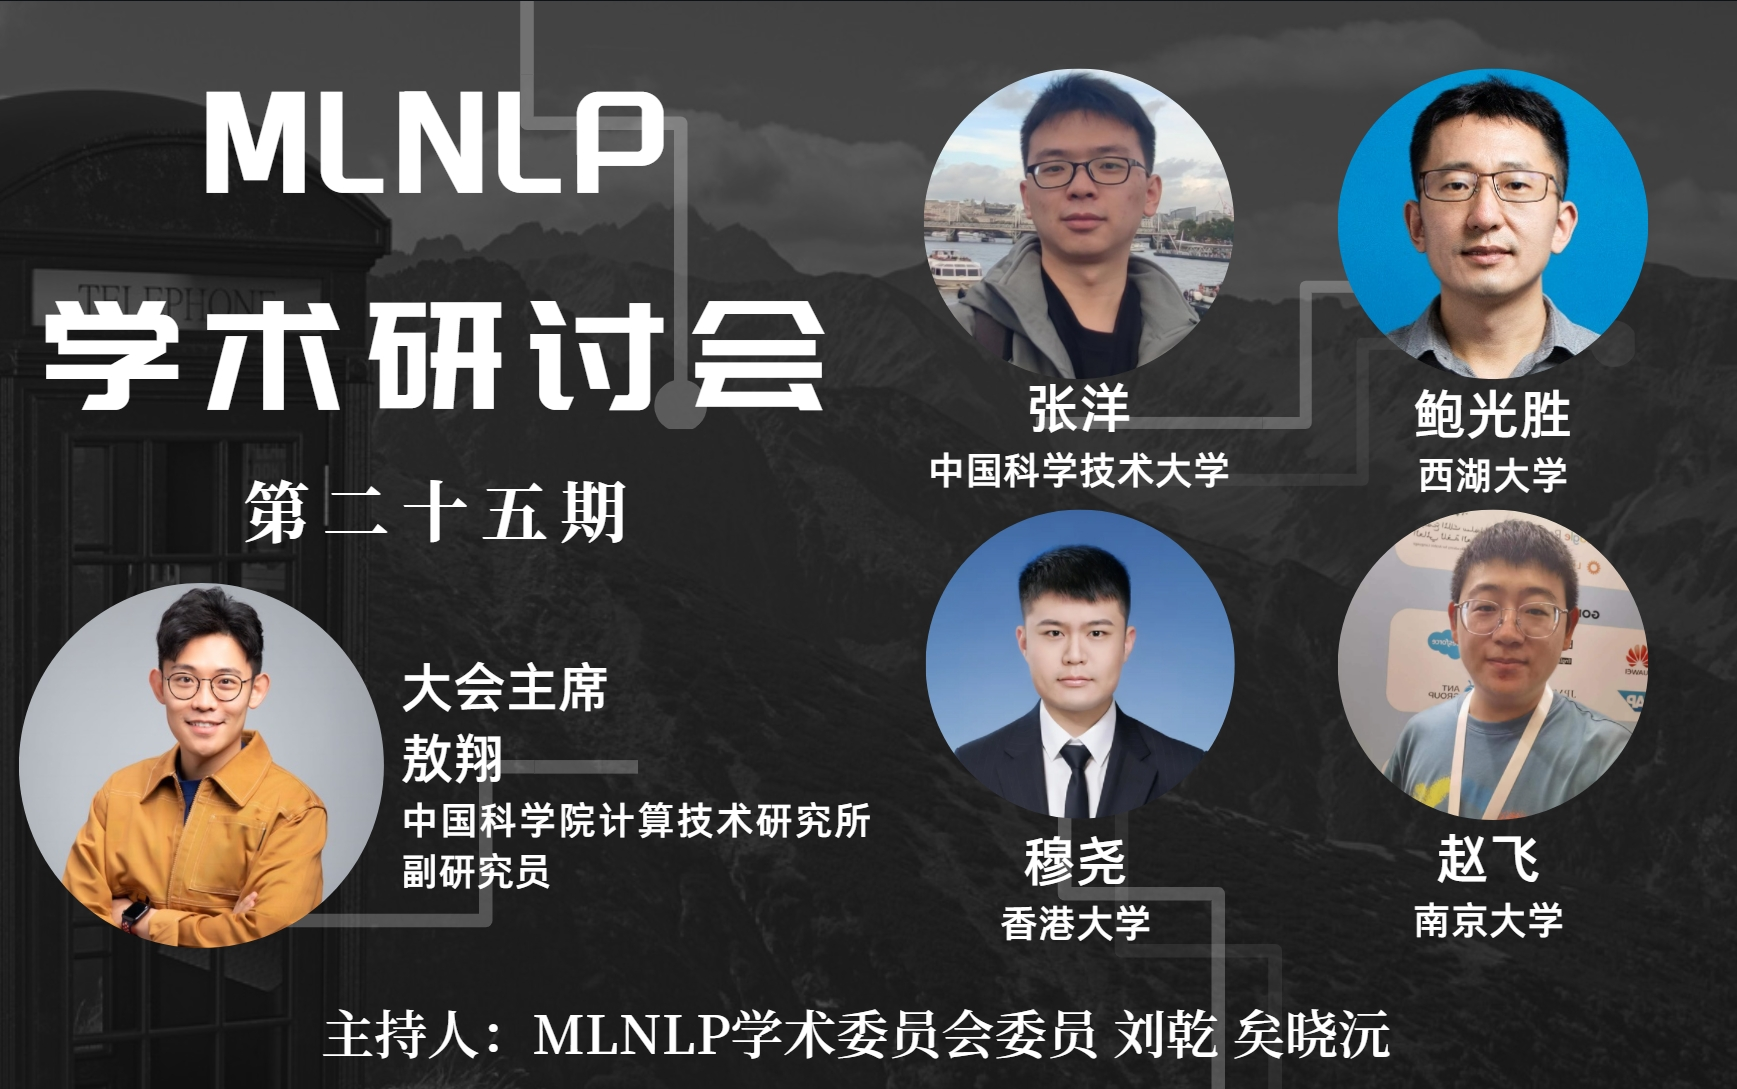 MLNLP
学术研讨会
第二十五期
TELEPHONE
大会主席
敖翔
中国科学院计算技术研究所
副研究员
张洋
中国科学技术大学
鲍光胜
西湖大学
穆尧
香港大学
HUAWEI
ANT
GROUP
赵飞
南京大学
主持人：MLNLP学术委员会委员 刘乾 矣晓沅